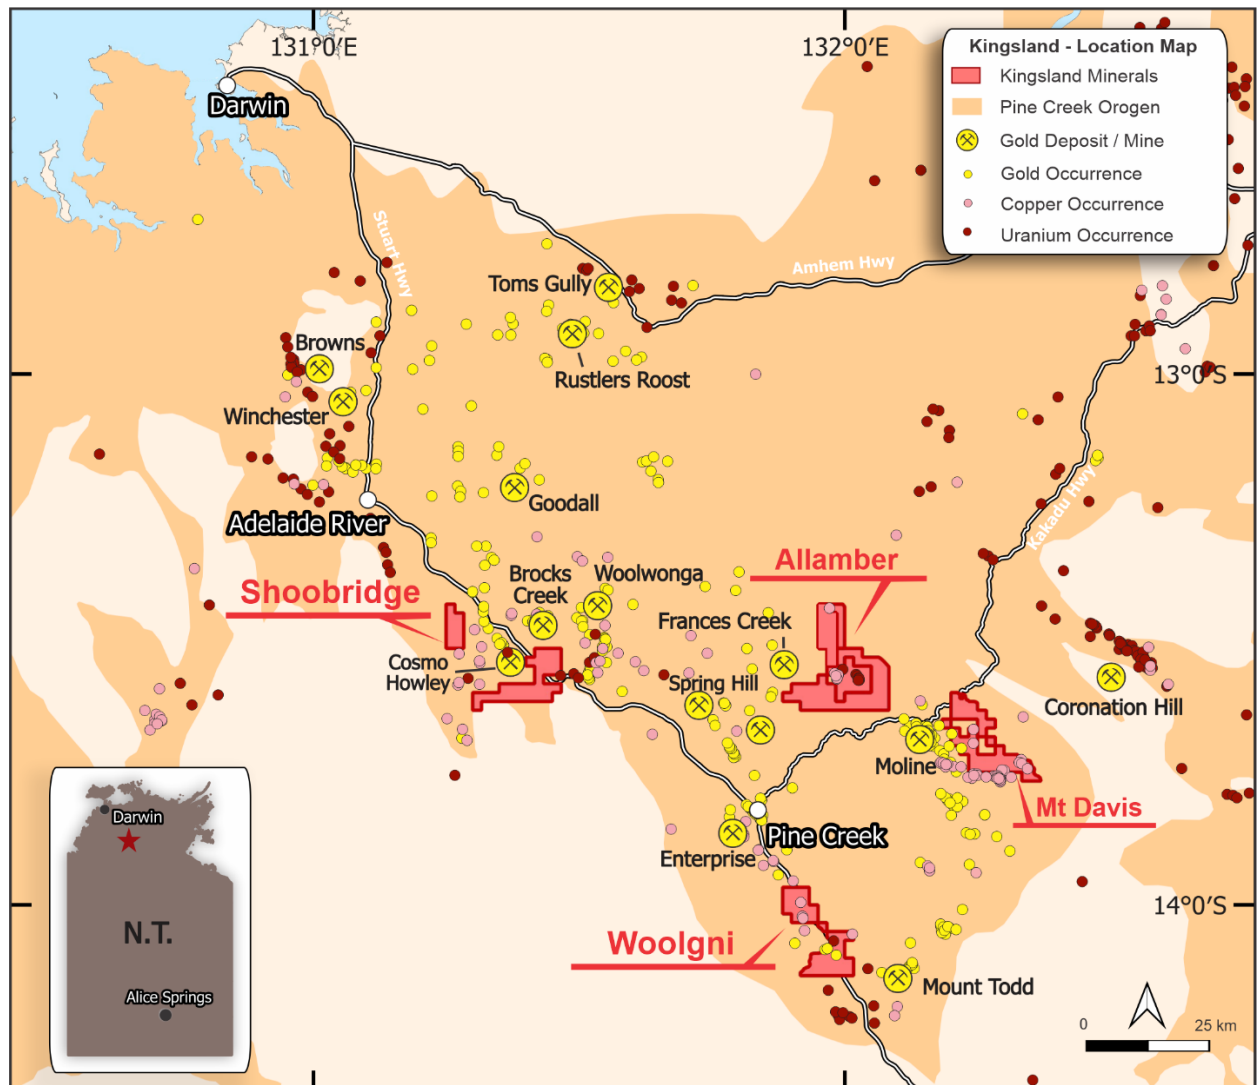 131°0'E
132°0'E
Kingsland - Location Map
Kingsland Minerals
Pine Creek Orogen
Gold Deposit / Mine
Gold Occurrence
Copper Occurrence
Uranium Occurrence
Darwin
Stuart Hwy
Amhem Hwy
Toms Gully
Rustlers Roost
Browns
Winchester
13°0'S
Goodall
Adelaide River
Kakadu Hwy
Shoobridge
Brocks
Creek
Woolwonga
Allamber
Frances Creek
Cosmo
Howley
Spring Hill
Coronation Hill
Moline
Mt Davis
Pine Creek
Enterprise
14°0'S
Woolgni
Mount Todd
Darwin
N.T.
Alice Springs
0
25 km